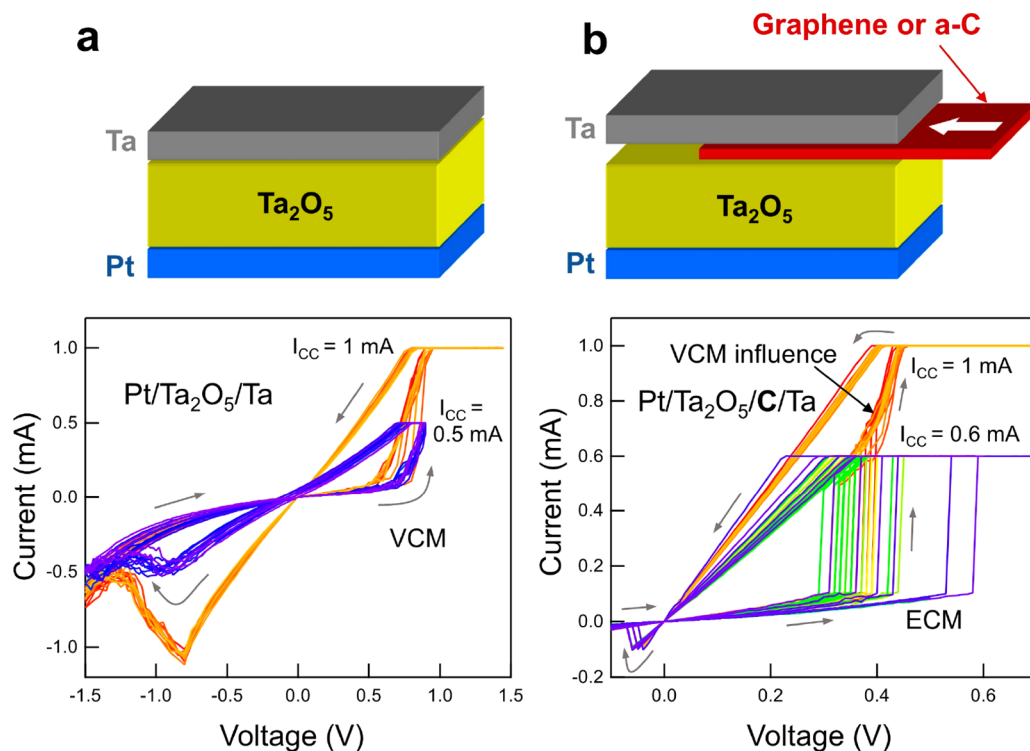 a
Ta
Ta₂O₅
Pt
1.0
0.5
0.0
-0.5
-1.0
Current (mA)
I_CC = 1 mA
Pt/Ta₂O₅/Ta
I_CC =
0.5 mA
VCM
-1.5
-1.0
-0.5
0.0
0.5
1.0
1.5
Voltage (V)
b
Graphene or a-C
Ta
Ta₂O₅
Pt
1.0
0.8
0.6
0.4
0.2
0.0
-0.2
Current (mA)
VCM influence
I_CC = 1 mA
Pt/Ta₂O₅/C/Ta
I_CC = 0.6 mA
ECM
0.0
0.2
0.4
0.6
Voltage (V)